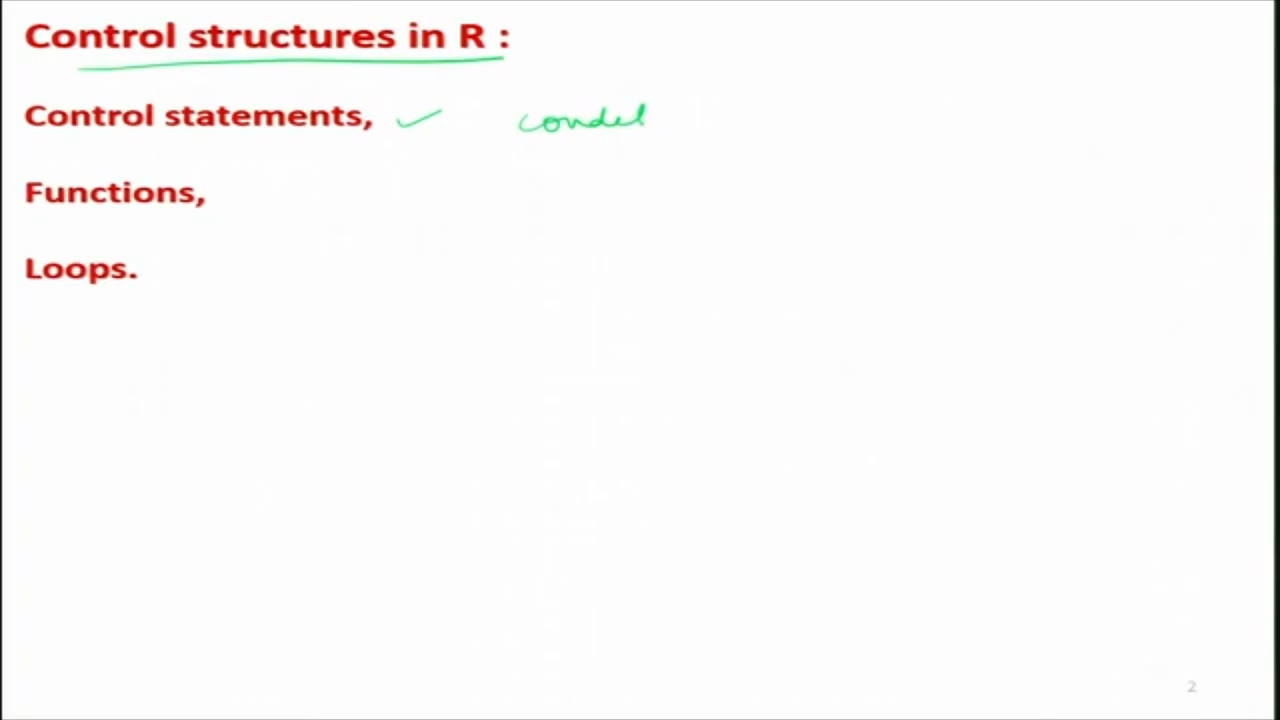 Control structures in R :
Control statements,
Functions,
Loops.
2